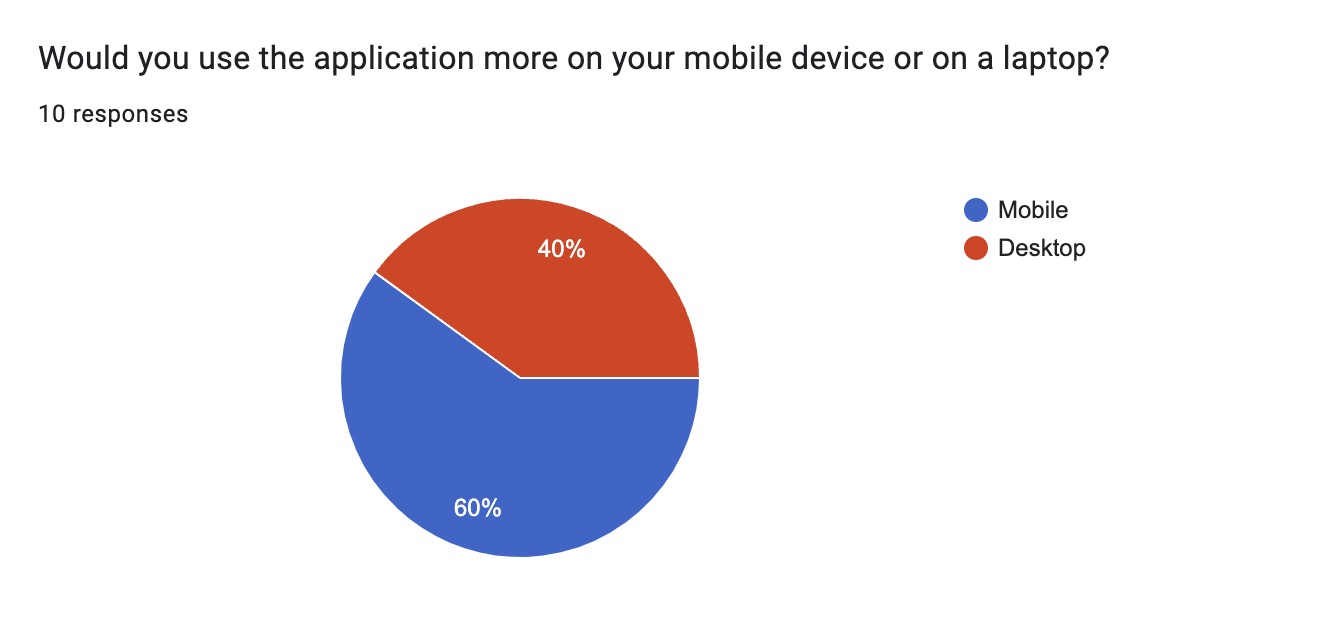 Would you use the application more on your mobile device or on a laptop?
10 responses
Mobile
Desktop
40%
60%